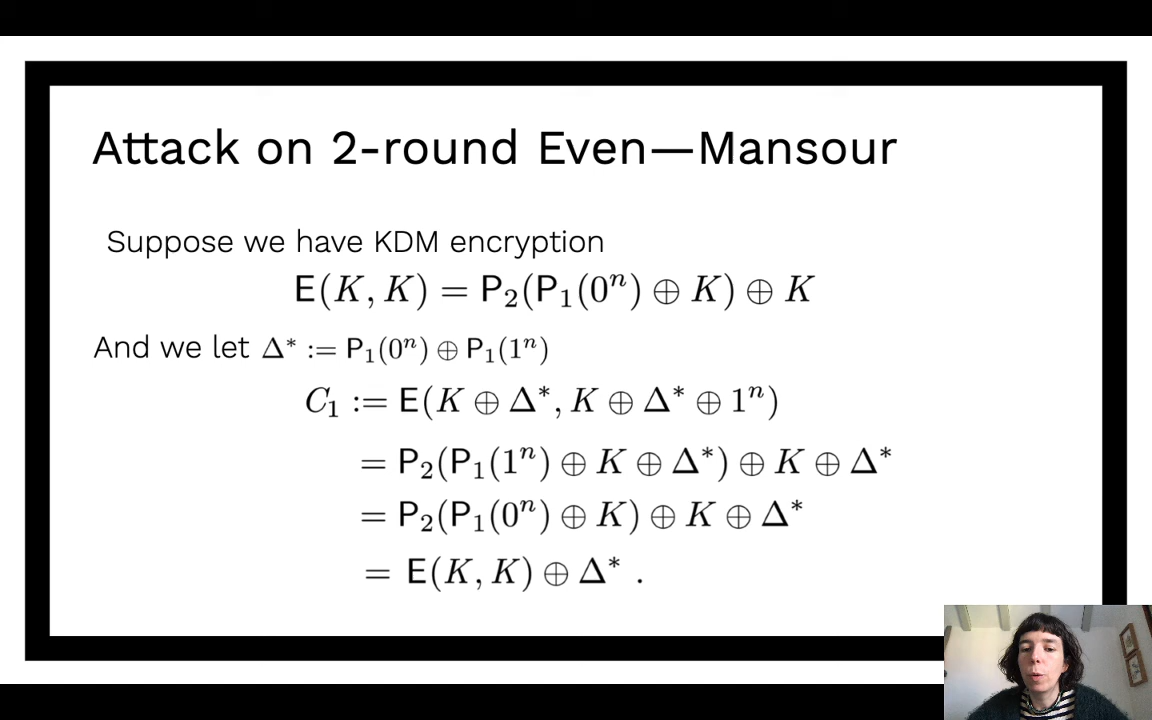 Attack on 2-round Even—Mansour
Suppose we have KDM encryption
E(K, K) = P₂(P₁(0ⁿ) ⊕ K) ⊕ K
And we let Δ* := P₁(0ⁿ) ⊕ P₁(1ⁿ)
C₁ := E(K ⊕ Δ*, K ⊕ Δ* ⊕ 1ⁿ)
= P₂(P₁(1ⁿ) ⊕ K ⊕ Δ*) ⊕ K ⊕ Δ*
= P₂(P₁(0ⁿ) ⊕ K) ⊕ K ⊕ Δ*
= E(K, K) ⊕ Δ* .